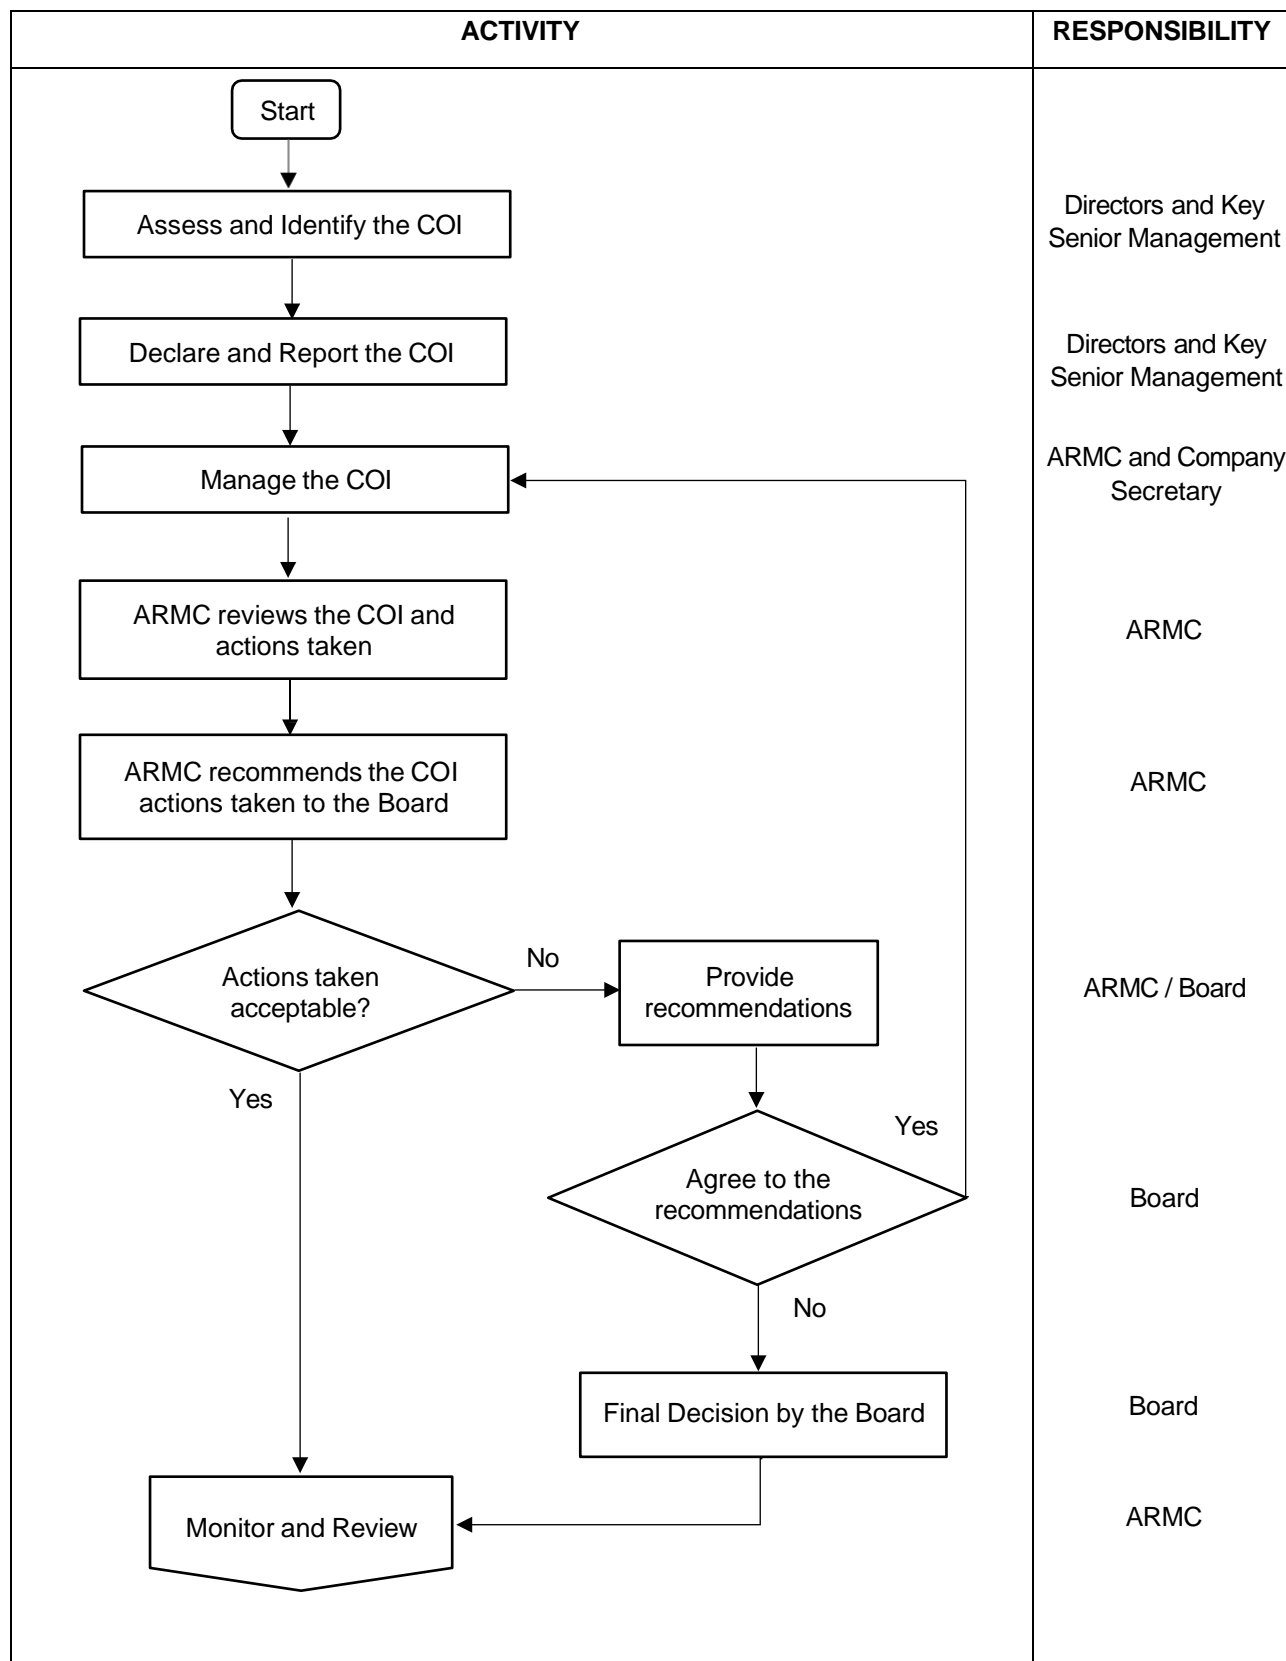 ACTIVITY
RESPONSIBILITY
Start
Assess and Identify the COI
Directors and Key
Senior Management
Declare and Report the COI
Directors and Key
Senior Management
Manage the COI
ARMC and Company
Secretary
ARMC reviews the COI and
actions taken
ARMC
ARMC recommends the COI
actions taken to the Board
ARMC
Actions taken
acceptable?
No
Provide
recommendations
ARMC / Board
Yes
Yes
Agree to the
recommendations
Board
No
Final Decision by the Board
Board
Monitor and Review
ARMC